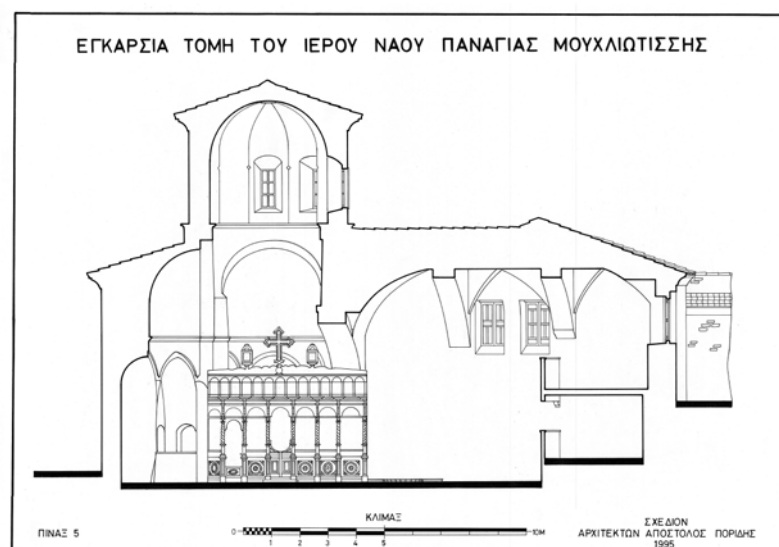 ΕΓΚΑΡΣΙΑ ΤΟΜΗ ΤΟΥ ΙΕΡΟΥ ΝΑΟΥ ΠΑΝΑΓΙΑΣ ΜΟΥΧΛΙΩΤΙΣΣΗΣ
ΠΙΝΑΞ 5
ΚΛΙΜΑΞ
0
10M
1 2 3 4 5
ΣΧΕΔΙΟΝ
ΑΡΧΙΤΕΚΤΩΝ ΑΠΟΣΤΟΛΟΣ ΠΟΡΙΔΗΣ
1995